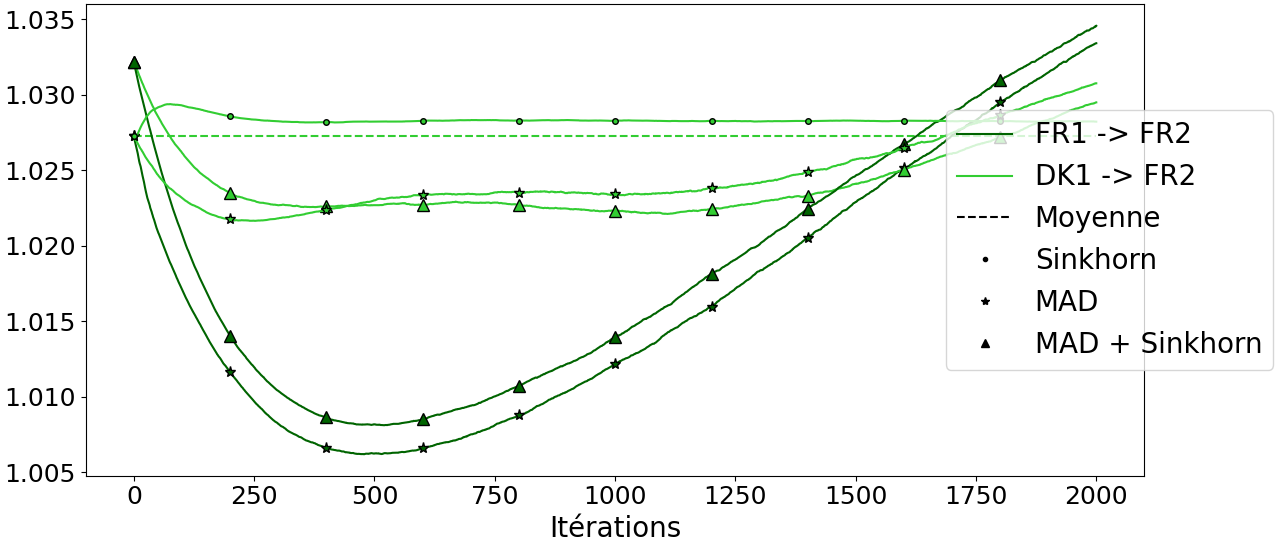 1.035
1.030
1.025
1.020
1.015
1.010
1.005
0 250 500 750 1000 1250 1500 1750 2000
Itérations
FR1 -> FR2
DK1 -> FR2
Moyenne
Sinkhorn
MAD
MAD + Sinkhorn